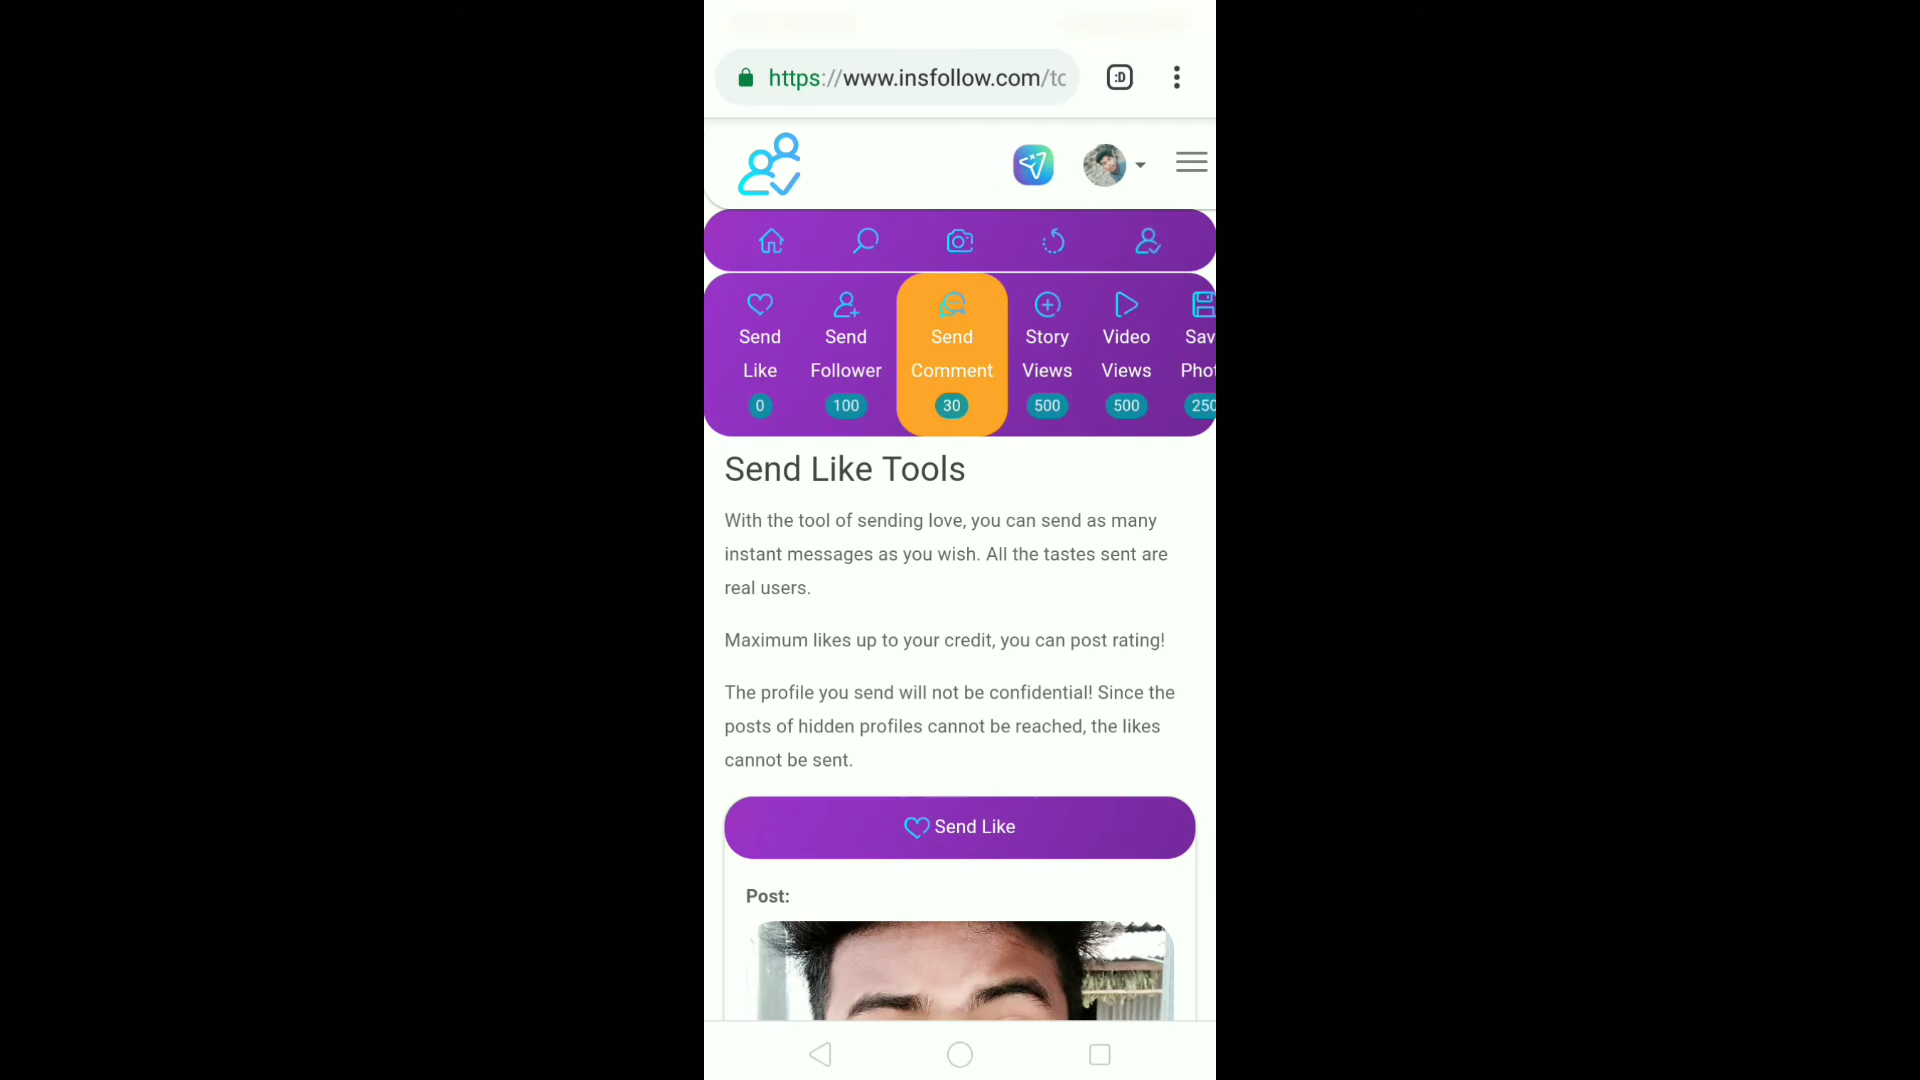 https://www.insfollow.com/to
:D
Send Like
Send Follower
Send Comment
Story Views
Video Views
Sav Phot
0
100
30
500
500
250
Send Like Tools
With the tool of sending love, you can send as many
instant messages as you wish. All the tastes sent are
real users.
Maximum likes up to your credit, you can post rating!
The profile you send will not be confidential! Since the
posts of hidden profiles cannot be reached, the likes
cannot be sent.
Send Like
Post: